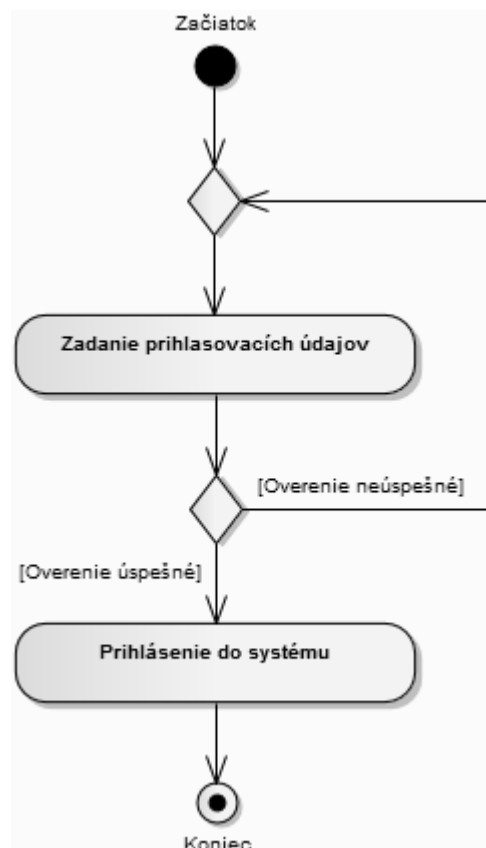 Začiatok
Zadanie prihlasovacích údajov
[Overenie neúspešné]
[Overenie úspešné]
Prihlásenie do systému
Koniec